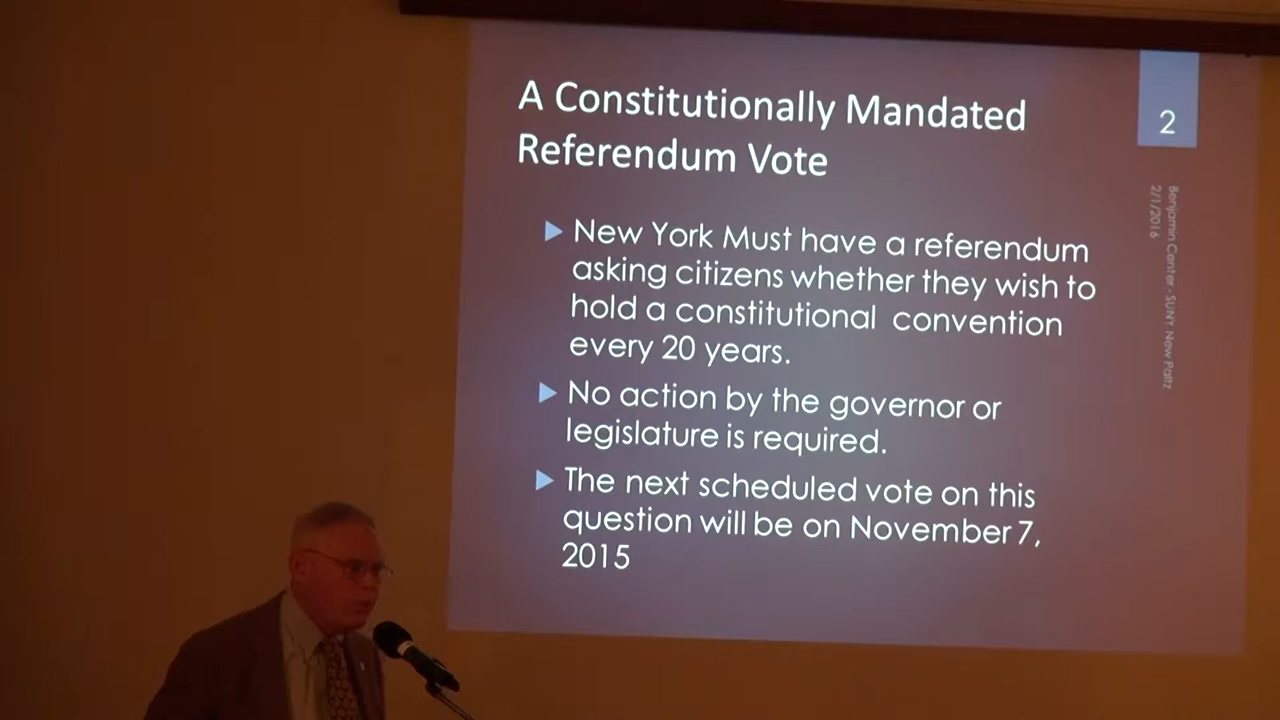 A Constitutionally Mandated
Referendum Vote
2
New York Must have a referendum
asking citizens whether they wish to
hold a constitutional convention
every 20 years.
No action by the governor or
legislature is required.
The next scheduled vote on this
question will be on November 7,
2015
Benjamin Center - SUNY New Paltz
2/1/2016